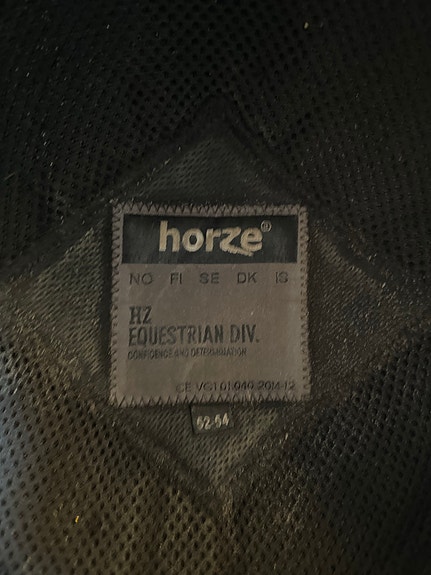 horze®
NO FI SE DK IS
HZ
EQUESTRIAN DIV.
CONFIDENCE AND DETERMINATION
CE VG1 01.040 2014-12
52-54